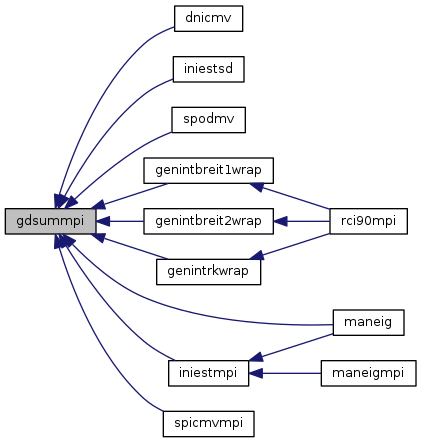 dnicmv
iniestsd
spodmv
genintbreit1wrap
gdsummpi
genintbreit2wrap
rci90mpi
genintrkwrap
maneig
iniestmpi
maneigmpi
spicmvmpi